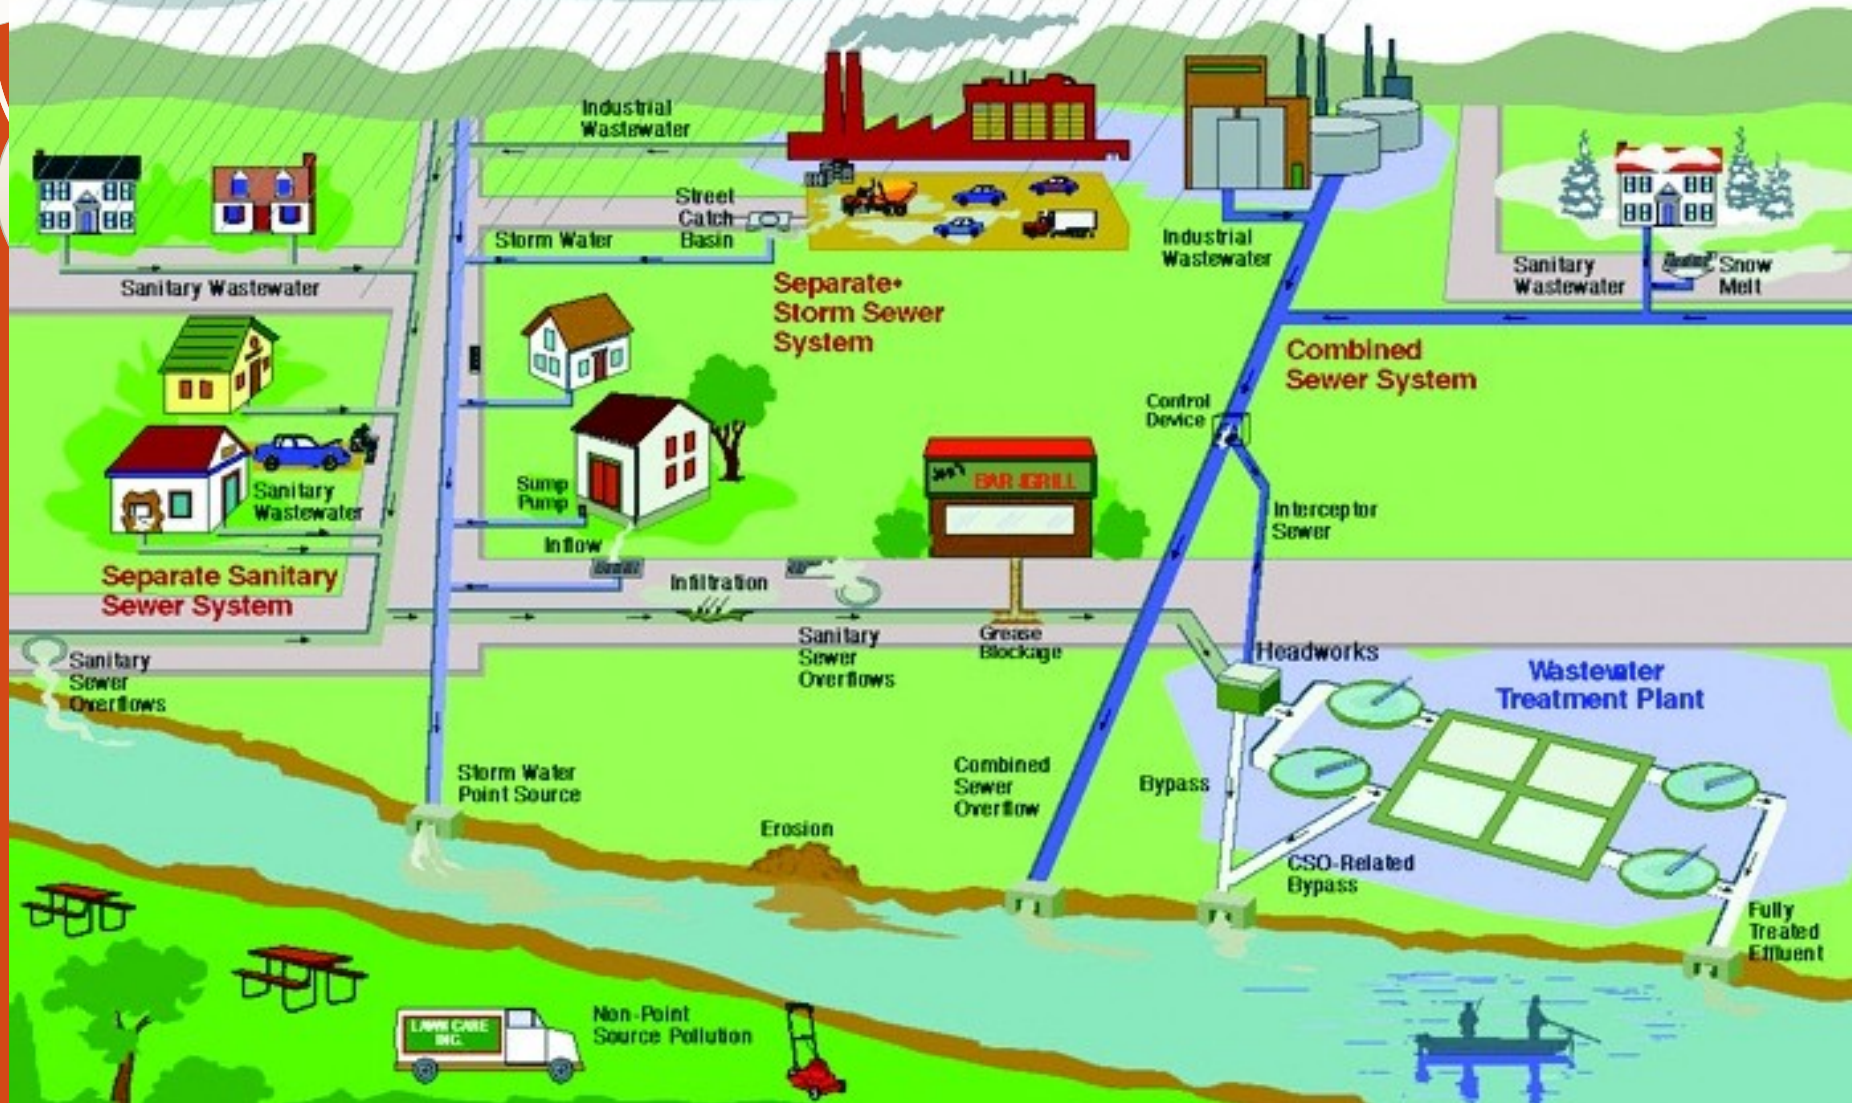 Industrial
Wastewater
Street
Catch
Basin
Storm Water
Sanitary Wastewater
Separate•
Storm Sewer
System
Industrial
Wastewater
Sanitary
Wastewater
Snow
Melt
Combined
Sewer System
Control
Device
Sanitary
Wastewater
Sump
Pump
Inflow
BAR & GRILL
Interceptor
Sewer
Separate Sanitary
Sewer System
Infiltration
Sanitary
Sewer
Overflows
Sanitary
Sewer
Overflows
Grease
Blockage
Headworks
Wastewater
Treatment Plant
Storm Water
Point Source
Combined
Sewer
Overflow
Bypass
Erosion
CSO-Related
Bypass
Fully
Treated
Effluent
LAWN CARE
INC.
Non-Point
Source Pollution